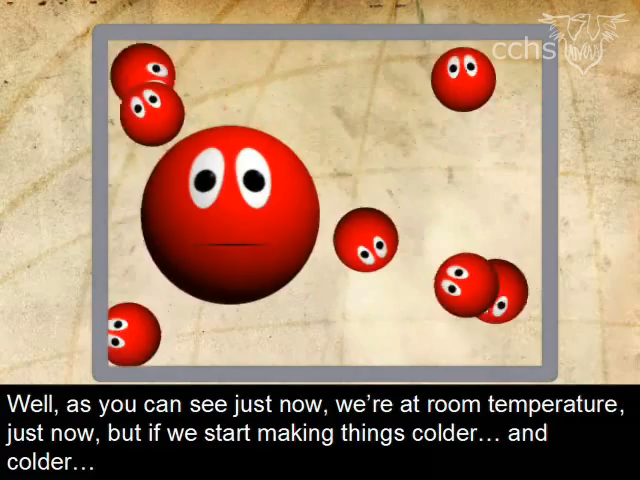 cchs
Well, as you can see just now, we’re at room temperature,
just now, but if we start making things colder… and
colder…